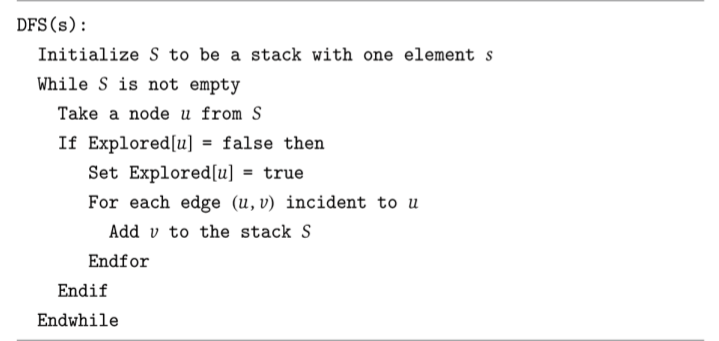 DFS(s):
Initialize S to be a stack with one element s
While S is not empty
Take a node u from S
If Explored[u] = false then
Set Explored[u] = true
For each edge (u, v) incident to u
Add v to the stack S
Endfor
Endif
Endwhile